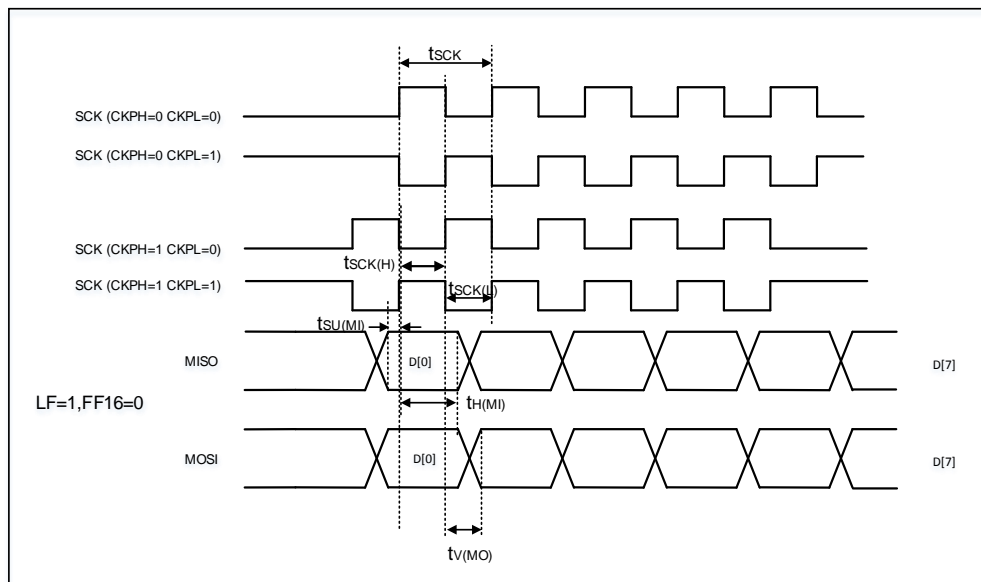 tSCK
SCK (CKPH=0 CKPL=0)
SCK (CKPH=0 CKPL=1)
SCK (CKPH=1 CKPL=0)
tSCK(H)
SCK (CKPH=1 CKPL=1)
tSCK(L)
tSU(MI)
MISO
D[0]
D[7]
LF=1,FF16=0
tH(MI)
MOSI
D[0]
D[7]
tV(MO)